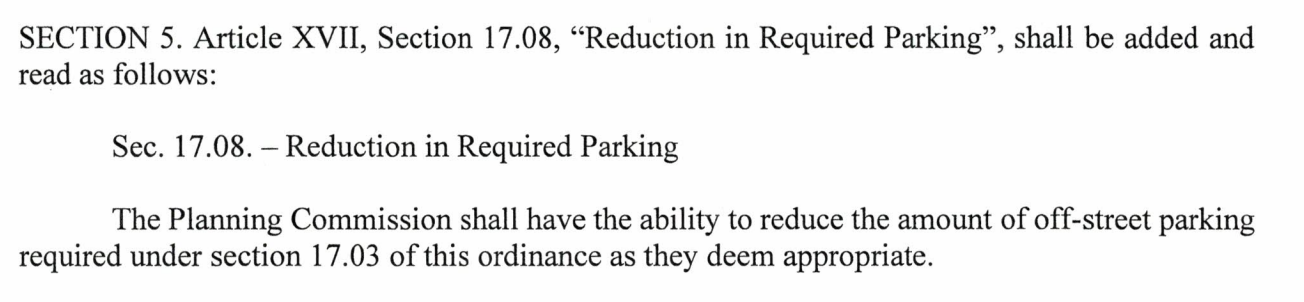 SECTION 5. Article XVII, Section 17.08, “Reduction in Required Parking”, shall be added and
read as follows:
Sec. 17.08. – Reduction in Required Parking
The Planning Commission shall have the ability to reduce the amount of off-street parking
required under section 17.03 of this ordinance as they deem appropriate.